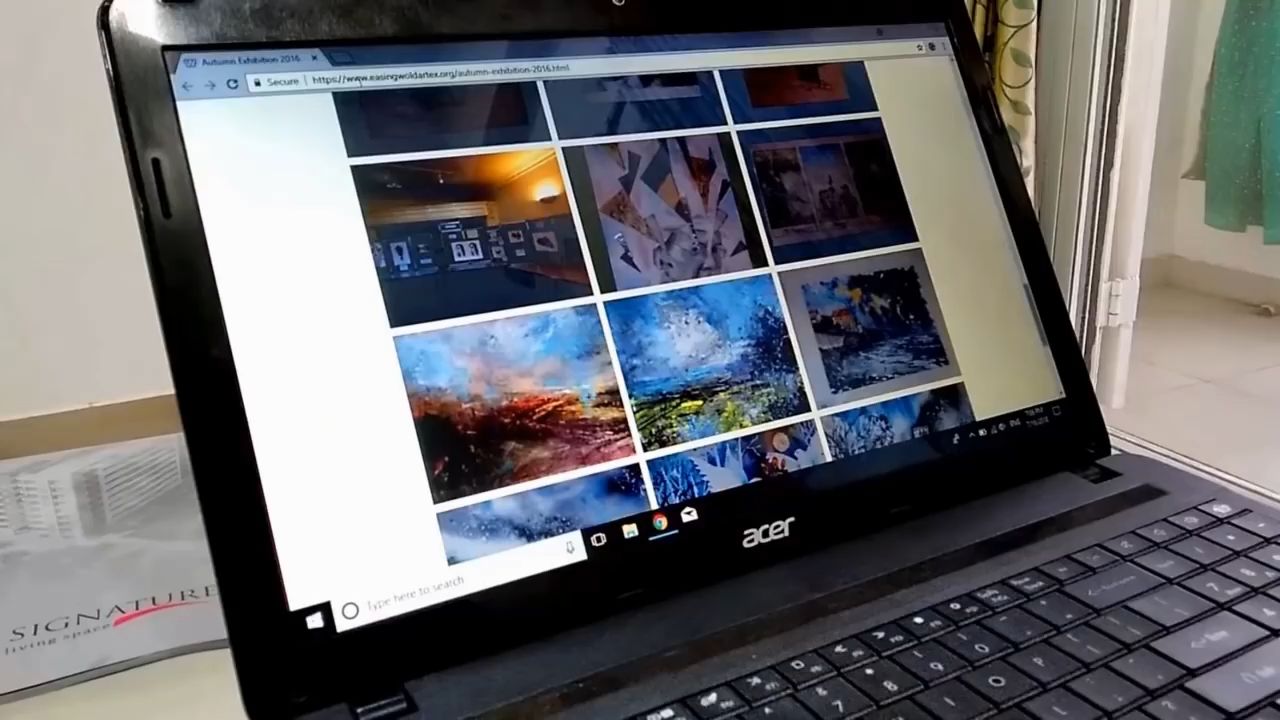 Autumn Exhibition 2016
Secure
https://www.easingwoldartex.org/autumn-exhibition-2016.html
ENG
Type here to search
acer
SIGNATURE
living space